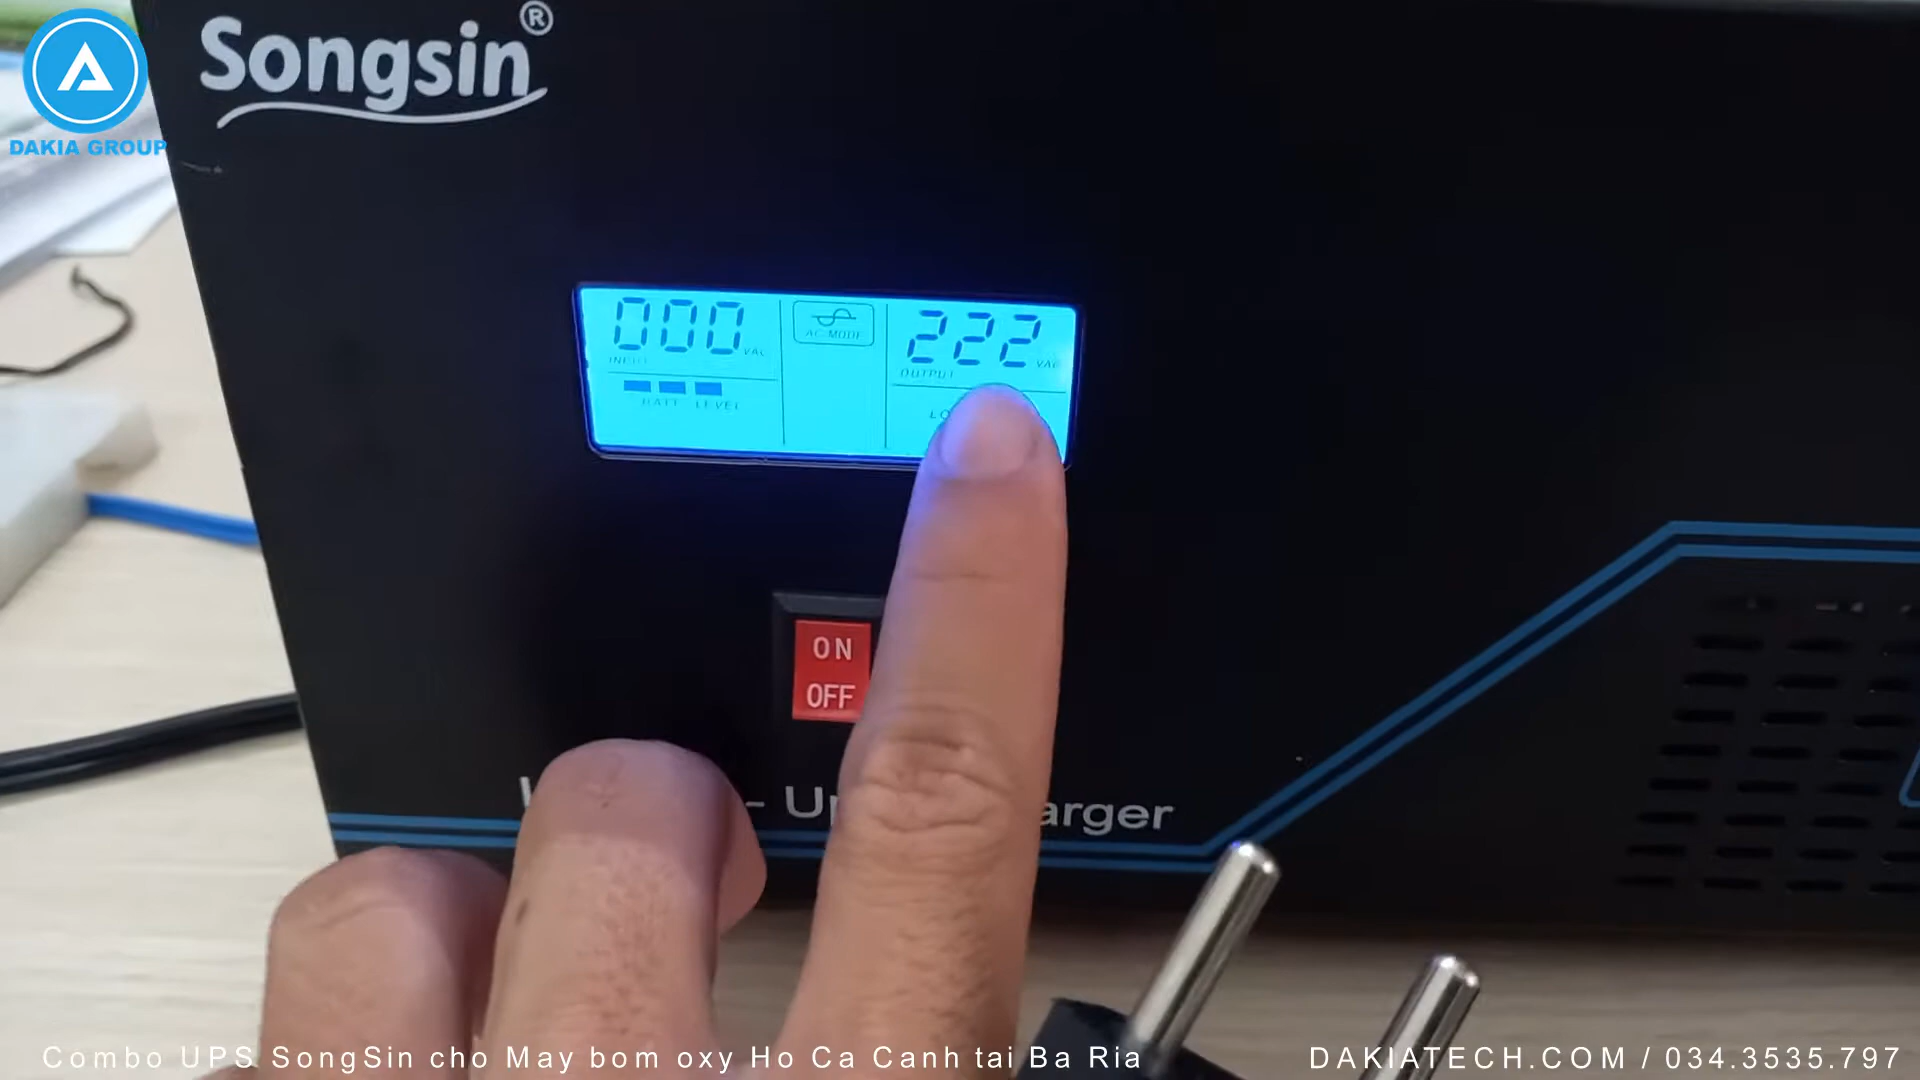 Songsin®
DAKIA GROUP
000 VAC
INPUT
AC-MODE
222 VAC
OUTPUT
BATT LEVEL
ON
OFF
Combo UPS SongSin cho May bom oxy Ho Ca Canh tai Ba Ria
DAKIATECH.COM / 034.3535.797